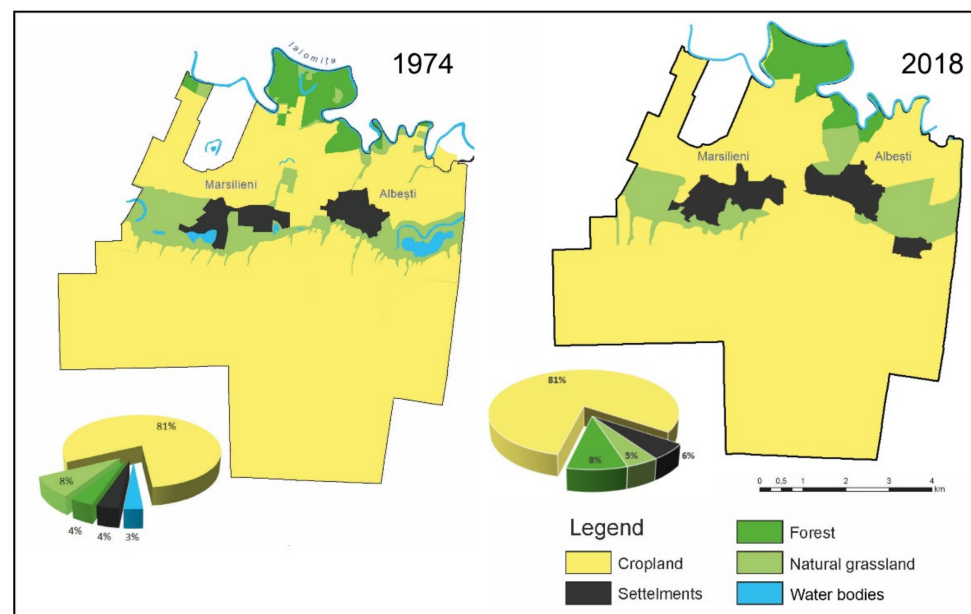 Ialomița
1974
Marsilieni
Albești
81%
8%
4%
4%
3%
2018
Marsilieni
Albești
81%
8%
5%
6%
0 0,5 1 2 3 4
km
Legend
Cropland
Settelments
Forest
Natural grassland
Water bodies